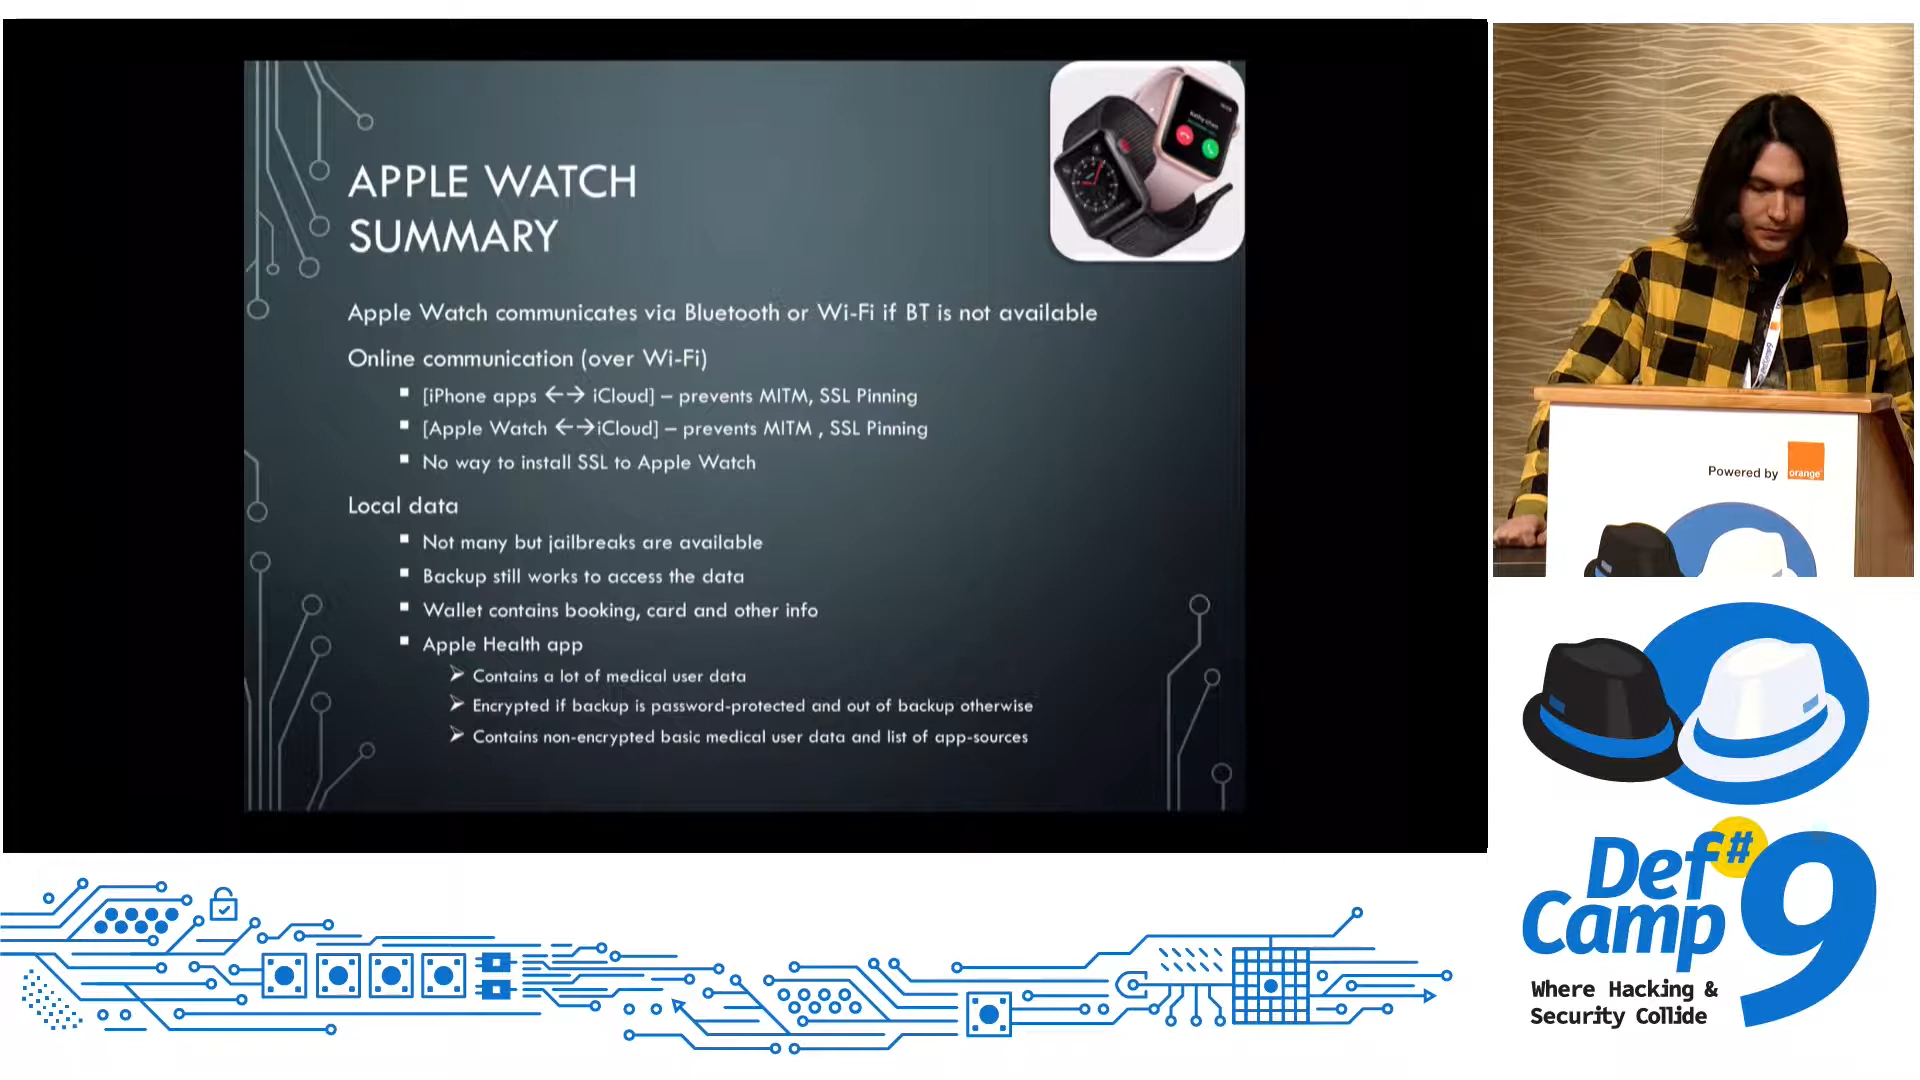 APPLE WATCH
SUMMARY
Apple Watch communicates via Bluetooth or Wi-Fi if BT is not available
Online communication (over Wi-Fi)
[iPhone apps ←→ iCloud] – prevents MITM, SSL Pinning
[Apple Watch ←→iCloud] – prevents MITM , SSL Pinning
No way to install SSL to Apple Watch
Local data
Not many but jailbreaks are available
Backup still works to access the data
Wallet contains booking, card and other info
Apple Health app
Contains a lot of medical user data
Encrypted if backup is password-protected and out of backup otherwise
Contains non-encrypted basic medical user data and list of app-sources
Powered by
orange
Def#
Camp 9
Where Hacking &
Security Collide